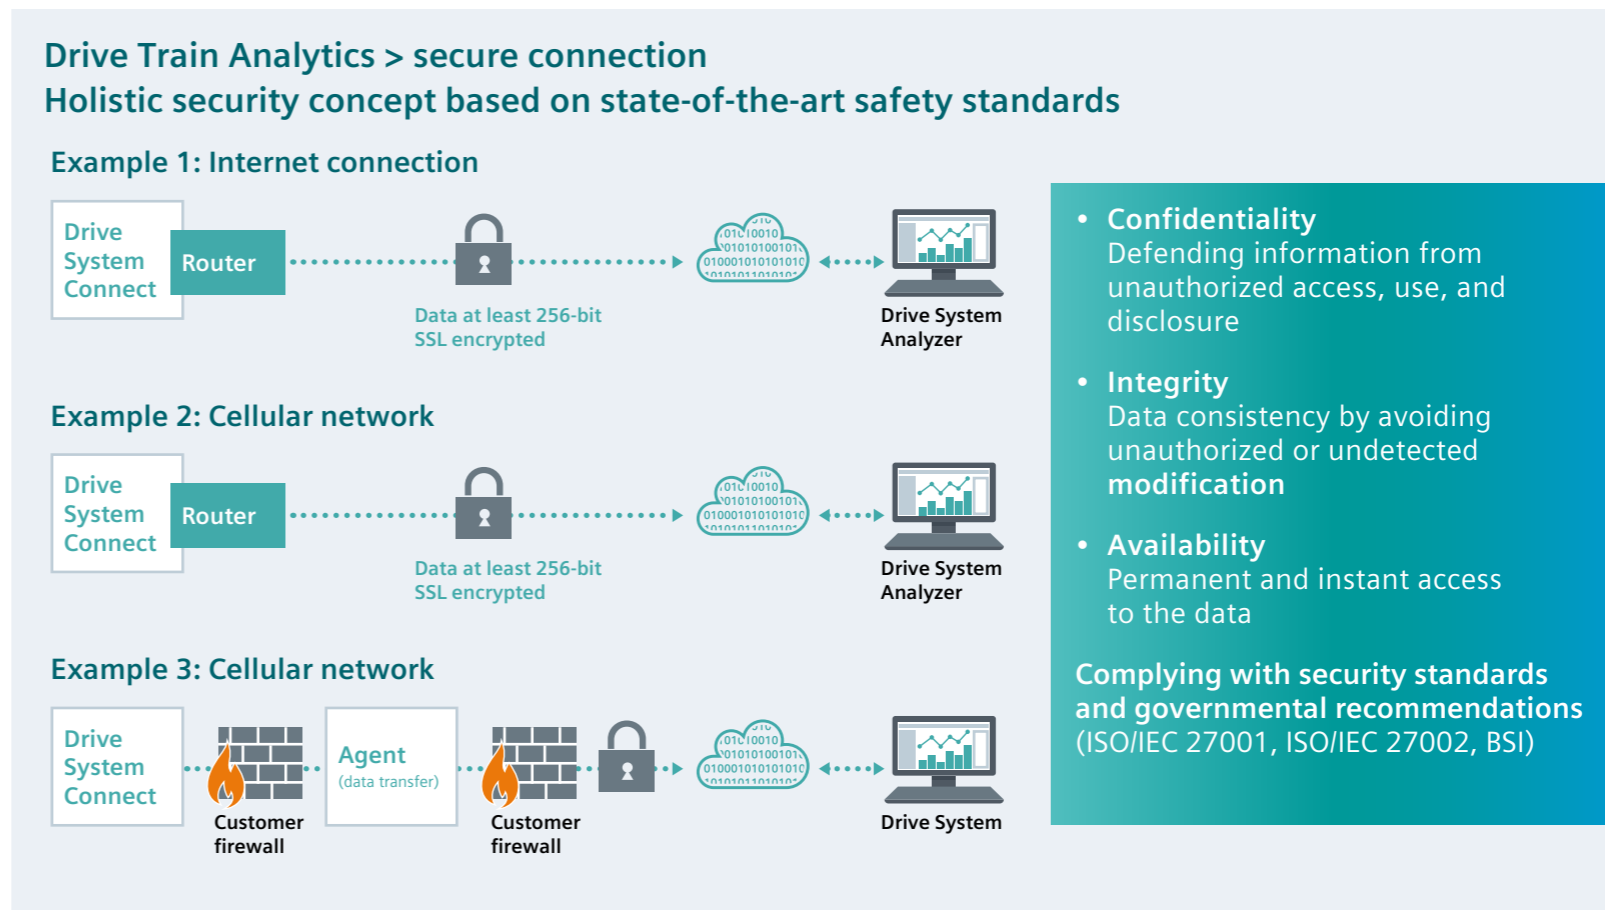 Drive Train Analytics > secure connection
Holistic security concept based on state-of-the-art safety standards
Example 1: Internet connection
Drive
System
Connect
Router
Data at least 256-bit
SSL encrypted
Drive System
Analyzer
Example 2: Cellular network
Drive
System
Connect
Router
Data at least 256-bit
SSL encrypted
Drive System
Analyzer
Example 3: Cellular network
Drive
System
Connect
Customer
firewall
Agent
(data transfer)
Customer
firewall
Drive System
• Confidentiality
Defending information from
unauthorized access, use, and
disclosure
• Integrity
Data consistency by avoiding
unauthorized or undetected
modification
• Availability
Permanent and instant access
to the data
Complying with security standards
and governmental recommendations
(ISO/IEC 27001, ISO/IEC 27002, BSI)